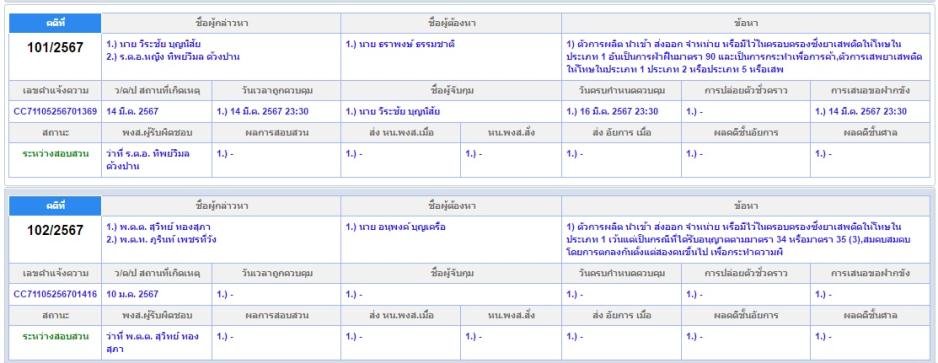 คดีที่ ชื่อผู้กล่าวหา ชื่อผู้ต้องหา ข้อหา
101/2567 1.) นาย วีระชัย บุญนิสัย 1.) นาย ธราพงษ์ ธรรมชาติ 1) ตัวการผลิต นำเข้า ส่งออก จำหน่าย หรือมีไว้ในครอบครองซึ่งยาเสพติดให้โทษใน
2.) ร.ต.อ.หญิง ทิพย์วิมล ด้วงปาน ประเภท 1 อันเป็นการฝ่าฝืนมาตรา 90 และเป็นการกระทำเพื่อการค้า,ตัวการเสพยาเสพติด
ให้โทษในประเภท 1 ประเภท 2 หรือประเภท 5 หรือเสพ
เลขรับแจ้งความ ว/ด/ป สถานที่เกิดเหตุ วันเวลาถูกควบคุม ชื่อผู้จับกุม วันครบกำหนดควบคุม การปล่อยตัวชั่วคราว การเสนอขอฝากขัง
CC71105256701369 14 มี.ค. 2567 1.) 14 มี.ค. 2567 23:30 1.) นาย วีระชัย บุญนิสัย 1.) 16 มี.ค. 2567 23:30 1.) - 1.) 14 มี.ค. 2567 23:30
สถานะ พงส.ผู้รับผิดชอบ ผลการสอบสวน ส่ง หน.พงส.เมื่อ หน.พงส.สั่ง ส่ง อัยการ เมื่อ ผลคดีชั้นอัยการ ผลคดีชั้นศาล
ระหว่างสอบสวน ว่าที่ ร.ต.อ. ทิพย์วิมล 1.) - 1.) - 1.) - 1.) - 1.) - 1.) -
ด้วงปาน
คดีที่ ชื่อผู้กล่าวหา ชื่อผู้ต้องหา ข้อหา
102/2567 1.) พ.ต.ต. สุวิทย์ ทองสุภา 1.) นาย อนุพงค์ บุญเครือ 1) ตัวการผลิต นำเข้า ส่งออก จำหน่าย หรือมีไว้ในครอบครองซึ่งยาเสพติดให้โทษใน
2.) พ.ต.ท. ภูรินท์ เพชรที่วัง ประเภท 1 เว้นแต่เป็นกรณีที่ได้รับอนุญาตตามมาตรา 34 หรือมาตรา 35 (3),สมคบสมคบ
โดยการตกลงกันตั้งแต่สองคนขึ้นไป เพื่อกระทำความผิ
เลขรับแจ้งความ ว/ด/ป สถานที่เกิดเหตุ วันเวลาถูกควบคุม ชื่อผู้จับกุม วันครบกำหนดควบคุม การปล่อยตัวชั่วคราว การเสนอขอฝากขัง
CC71105256701416 10 ม.ค. 2567 1.) - 1.) - 1.) - 1.) - 1.) -
สถานะ พงส.ผู้รับผิดชอบ ผลการสอบสวน ส่ง หน.พงส.เมื่อ หน.พงส.สั่ง ส่ง อัยการ เมื่อ ผลคดีชั้นอัยการ ผลคดีชั้นศาล
ระหว่างสอบสวน ว่าที่ พ.ต.ต. สุวิทย์ ทอง 1.) - 1.) - 1.) - 1.) - 1.) - 1.) -
สุภา